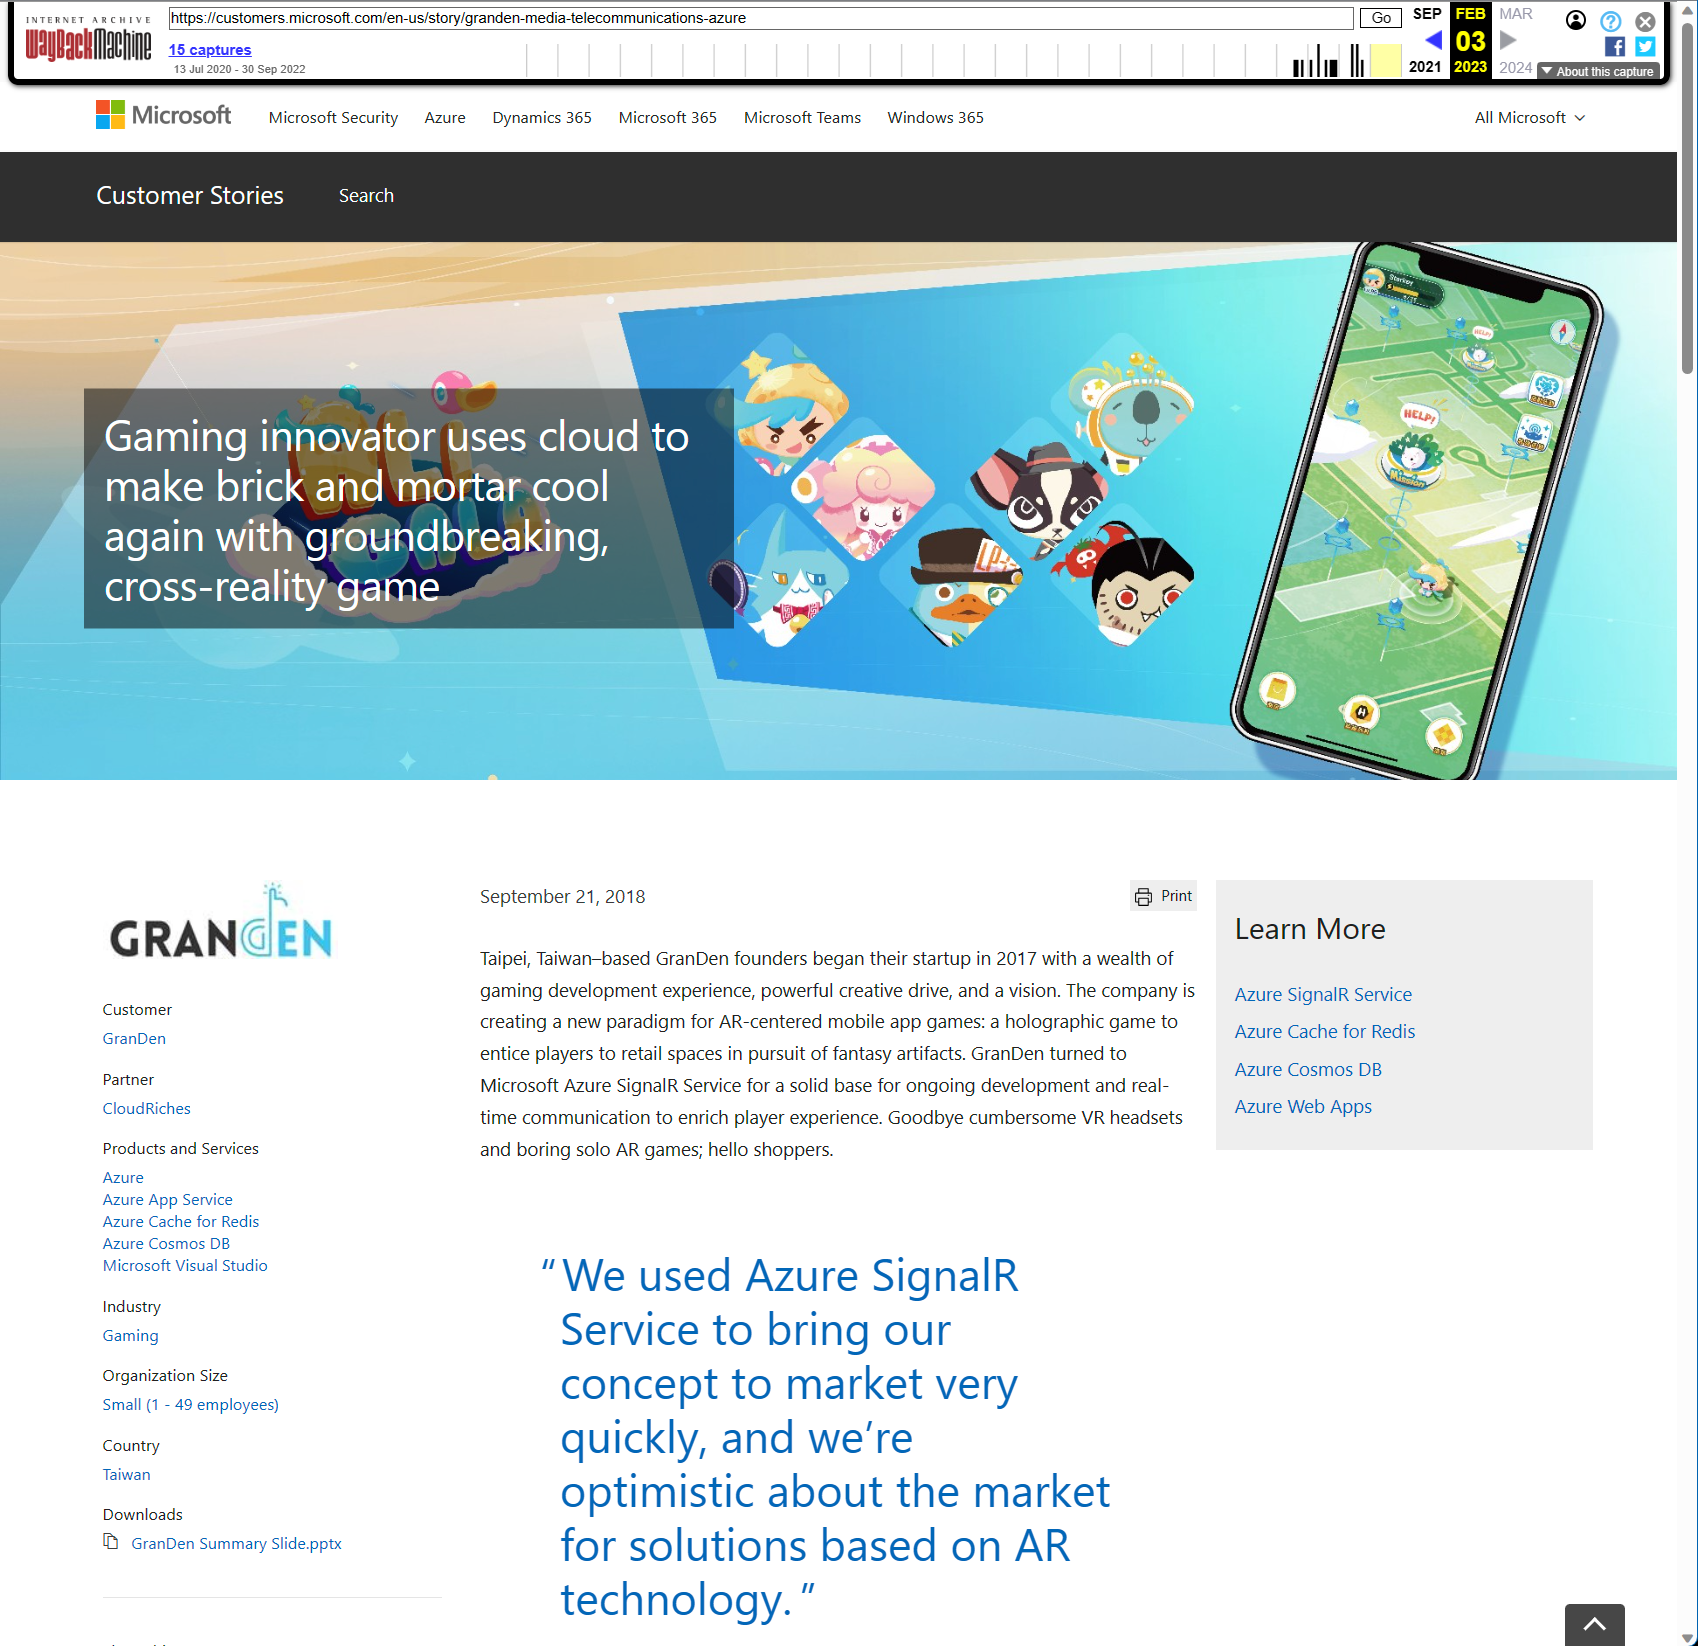 INTERNET ARCHIVE
WayBackMachine
https://customers.microsoft.com/en-us/story/granden-media-telecommunications-azure
Go
SEP
FEB
MAR
15 captures
03
13 Jul 2020 - 30 Sep 2022
2021
2023
2024
About this capture
Microsoft
Microsoft Security
Azure
Dynamics 365
Microsoft 365
Microsoft Teams
Windows 365
All Microsoft
Customer Stories
Search
Gaming innovator uses cloud to
make brick and mortar cool
again with groundbreaking,
cross-reality game
HELP!
HELP!
Mission
GRANDEN
Customer
GranDen
Partner
CloudRiches
Products and Services
Azure
Azure App Service
Azure Cache for Redis
Azure Cosmos DB
Microsoft Visual Studio
Industry
Gaming
Organization Size
Small (1 - 49 employees)
Country
Taiwan
Downloads
GranDen Summary Slide.pptx
September 21, 2018
Print
Taipei, Taiwan–based GranDen founders began their startup in 2017 with a wealth of
gaming development experience, powerful creative drive, and a vision. The company is
creating a new paradigm for AR-centered mobile app games: a holographic game to
entice players to retail spaces in pursuit of fantasy artifacts. GranDen turned to
Microsoft Azure SignalR Service for a solid base for ongoing development and real-
time communication to enrich player experience. Goodbye cumbersome VR headsets
and boring solo AR games; hello shoppers.
“We used Azure SignalR
Service to bring our
concept to market very
quickly, and we’re
optimistic about the market
for solutions based on AR
technology.”
Learn More
Azure SignalR Service
Azure Cache for Redis
Azure Cosmos DB
Azure Web Apps